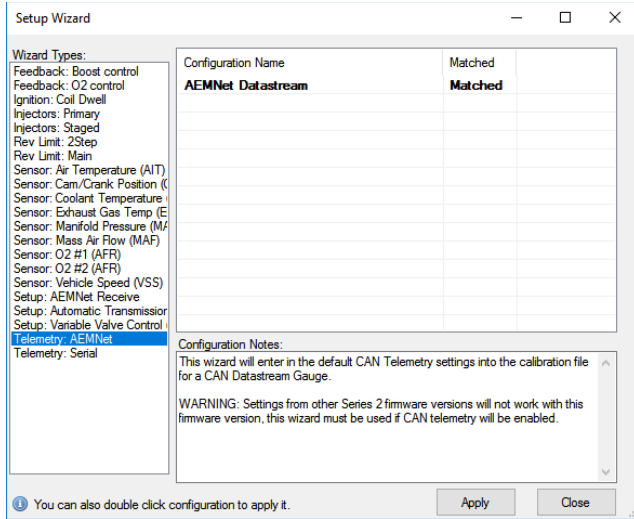 Setup Wizard
Wizard Types:
Feedback: Boost control
Feedback: O2 control
Ignition: Coil Dwell
Injectors: Primary
Injectors: Staged
Rev Limit: 2Step
Rev Limit: Main
Sensor: Air Temperature (AIT)
Sensor: Cam/Crank Position (
Sensor: Coolant Temperature
Sensor: Exhaust Gas Temp (E
Sensor: Manifold Pressure (MA
Sensor: Mass Air Flow (MAF)
Sensor: O2 #1 (AFR)
Sensor: O2 #2 (AFR)
Sensor: Vehicle Speed (VSS)
Setup: AEMNet Receive
Setup: Automatic Transmission
Setup: Variable Valve Control
Telemetry: AEMNet
Telemetry: Serial
Configuration Name Matched
AEMNet Datastream Matched
Configuration Notes:
This wizard will enter in the default CAN Telemetry settings into the calibration file
for a CAN Datastream Gauge.
WARNING: Settings from other Series 2 firmware versions will not work with this
firmware version, this wizard must be used if CAN telemetry will be enabled.
You can also double click configuration to apply it.
Apply
Close